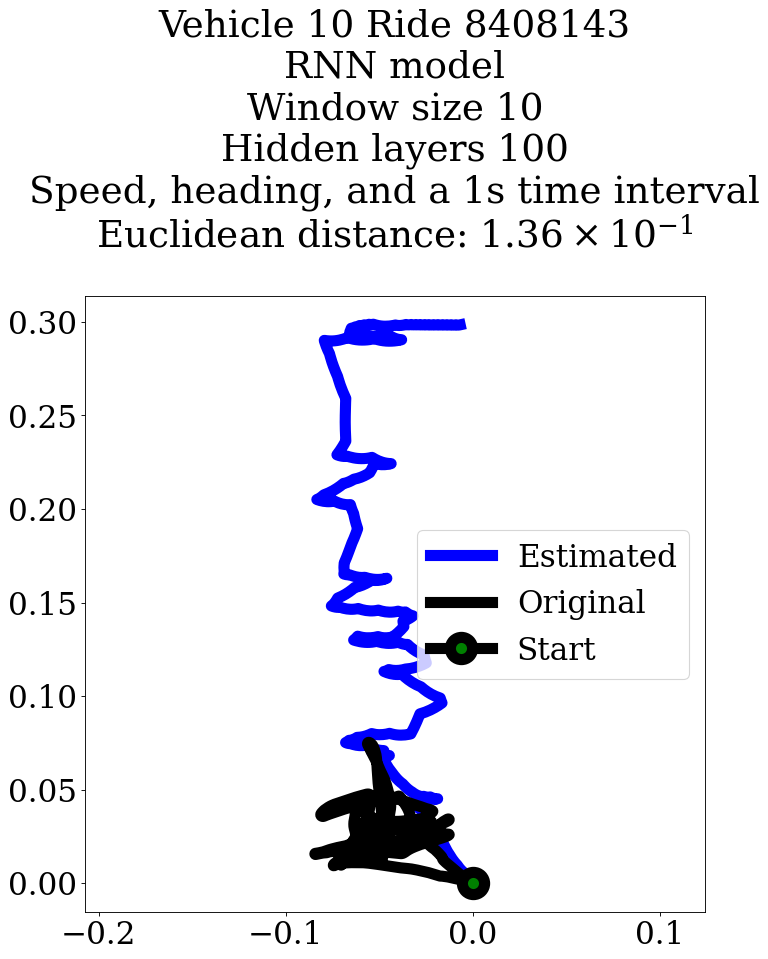 Vehicle 10 Ride 8408143
RNN model
Window size 10
Hidden layers 100
Speed, heading, and a 1s time interval
Euclidean distance: 1.36 × 10⁻¹
0.30
0.25
0.20
0.15
0.10
0.05
0.00
Estimated
Original
Start
−0.2 −0.1 0.0 0.1